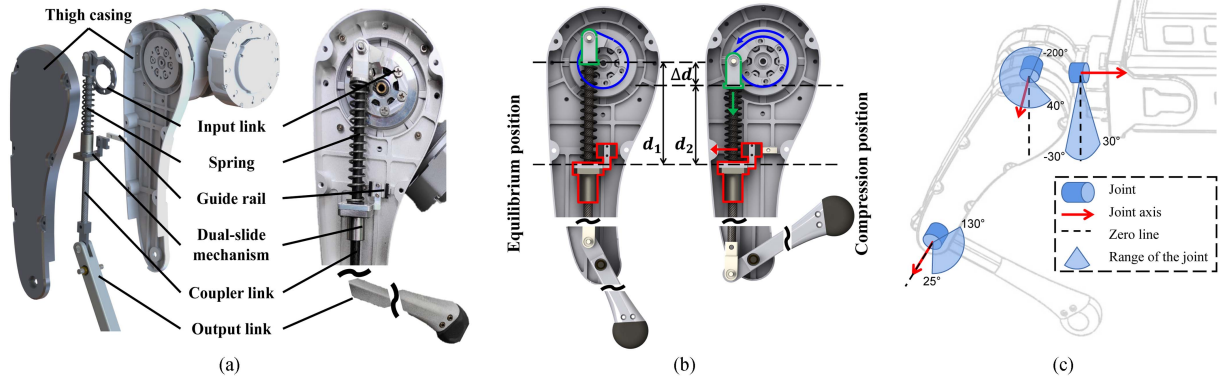 Thigh casing
Input link
Spring
Guide rail
Dual-slide
mechanism
Coupler link
Output link
(a)
Equilibrium position
d₁
Δd
d₂
Compression position
(b)
-200°
40°
-30°
30°
130°
25°
Joint
Joint axis
Zero line
Range of the joint
(c)